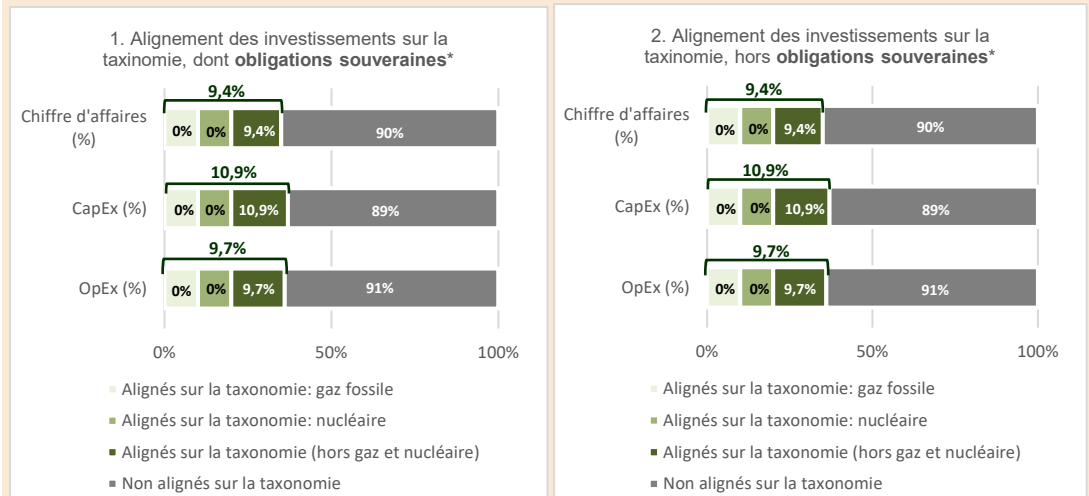 1. Alignement des investissements sur la
taxinomie, dont obligations souveraines*
9,4%
Chiffre d'affaires
(%)
0% 0% 9,4% 90%
10,9%
CapEx (%)
0% 0% 10,9% 89%
9,7%
OpEx (%)
0% 0% 9,7% 91%
0% 50% 100%
Alignés sur la taxonomie: gaz fossile
Alignés sur la taxonomie: nucléaire
Alignés sur la taxonomie (hors gaz et nucléaire)
Non alignés sur la taxonomie
2. Alignement des investissements sur la
taxinomie, hors obligations souveraines*
9,4%
Chiffre d'affaires
(%)
0% 0% 9,4% 90%
10,9%
CapEx (%)
0% 0% 10,9% 89%
9,7%
OpEx (%)
0% 0% 9,7% 91%
0% 50% 100%
Alignés sur la taxonomie: gaz fossile
Alignés sur la taxonomie: nucléaire
Alignés sur la taxonomie (hors gaz et nucléaire)
Non alignés sur la taxonomie